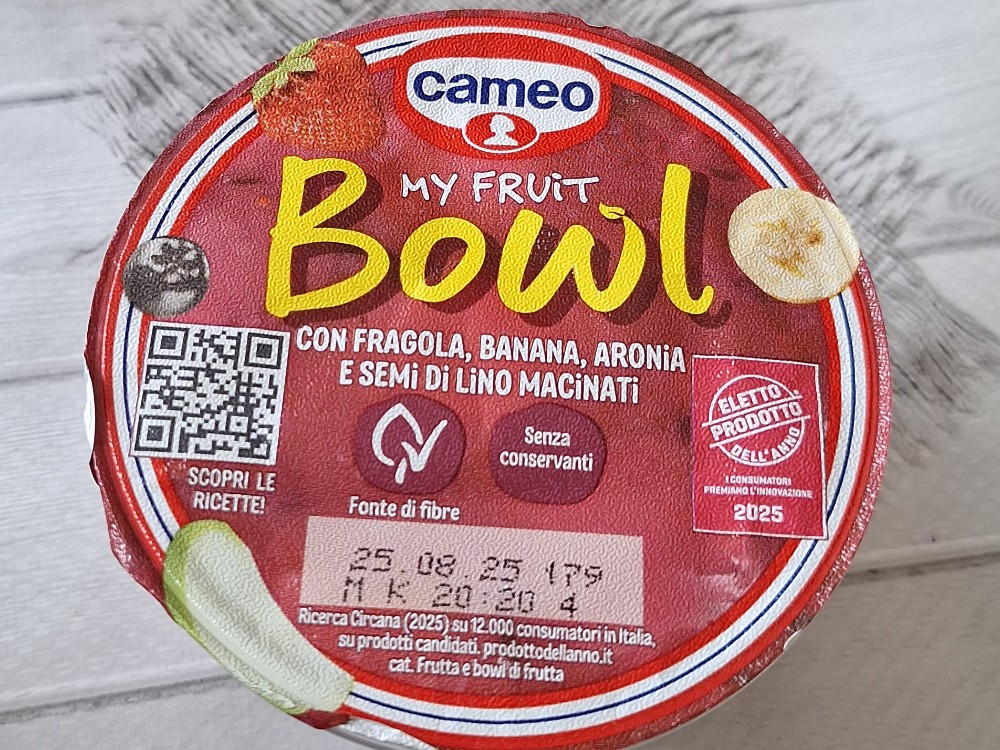 cameo
MY FRUiT
Bowl
CON FRAGOLA, BANANA, ARONiA
E SEMi Di LiNO MACiNATi
Senza
conservanti
Fonte di fibre
SCOPRI LE
RICETTE!
ELETTO
PRODOTTO
DELL'ANNO
I CONSUMATORI
PREMIANO L'INNOVAZIONE
2025
25 08 25 179
M K 20:20 4
Ricerca Circana (2025) su 12.000 consumatori in Italia,
su prodotti candidati. prodottodellanno.it
cat. Frutta e bowl di frutta